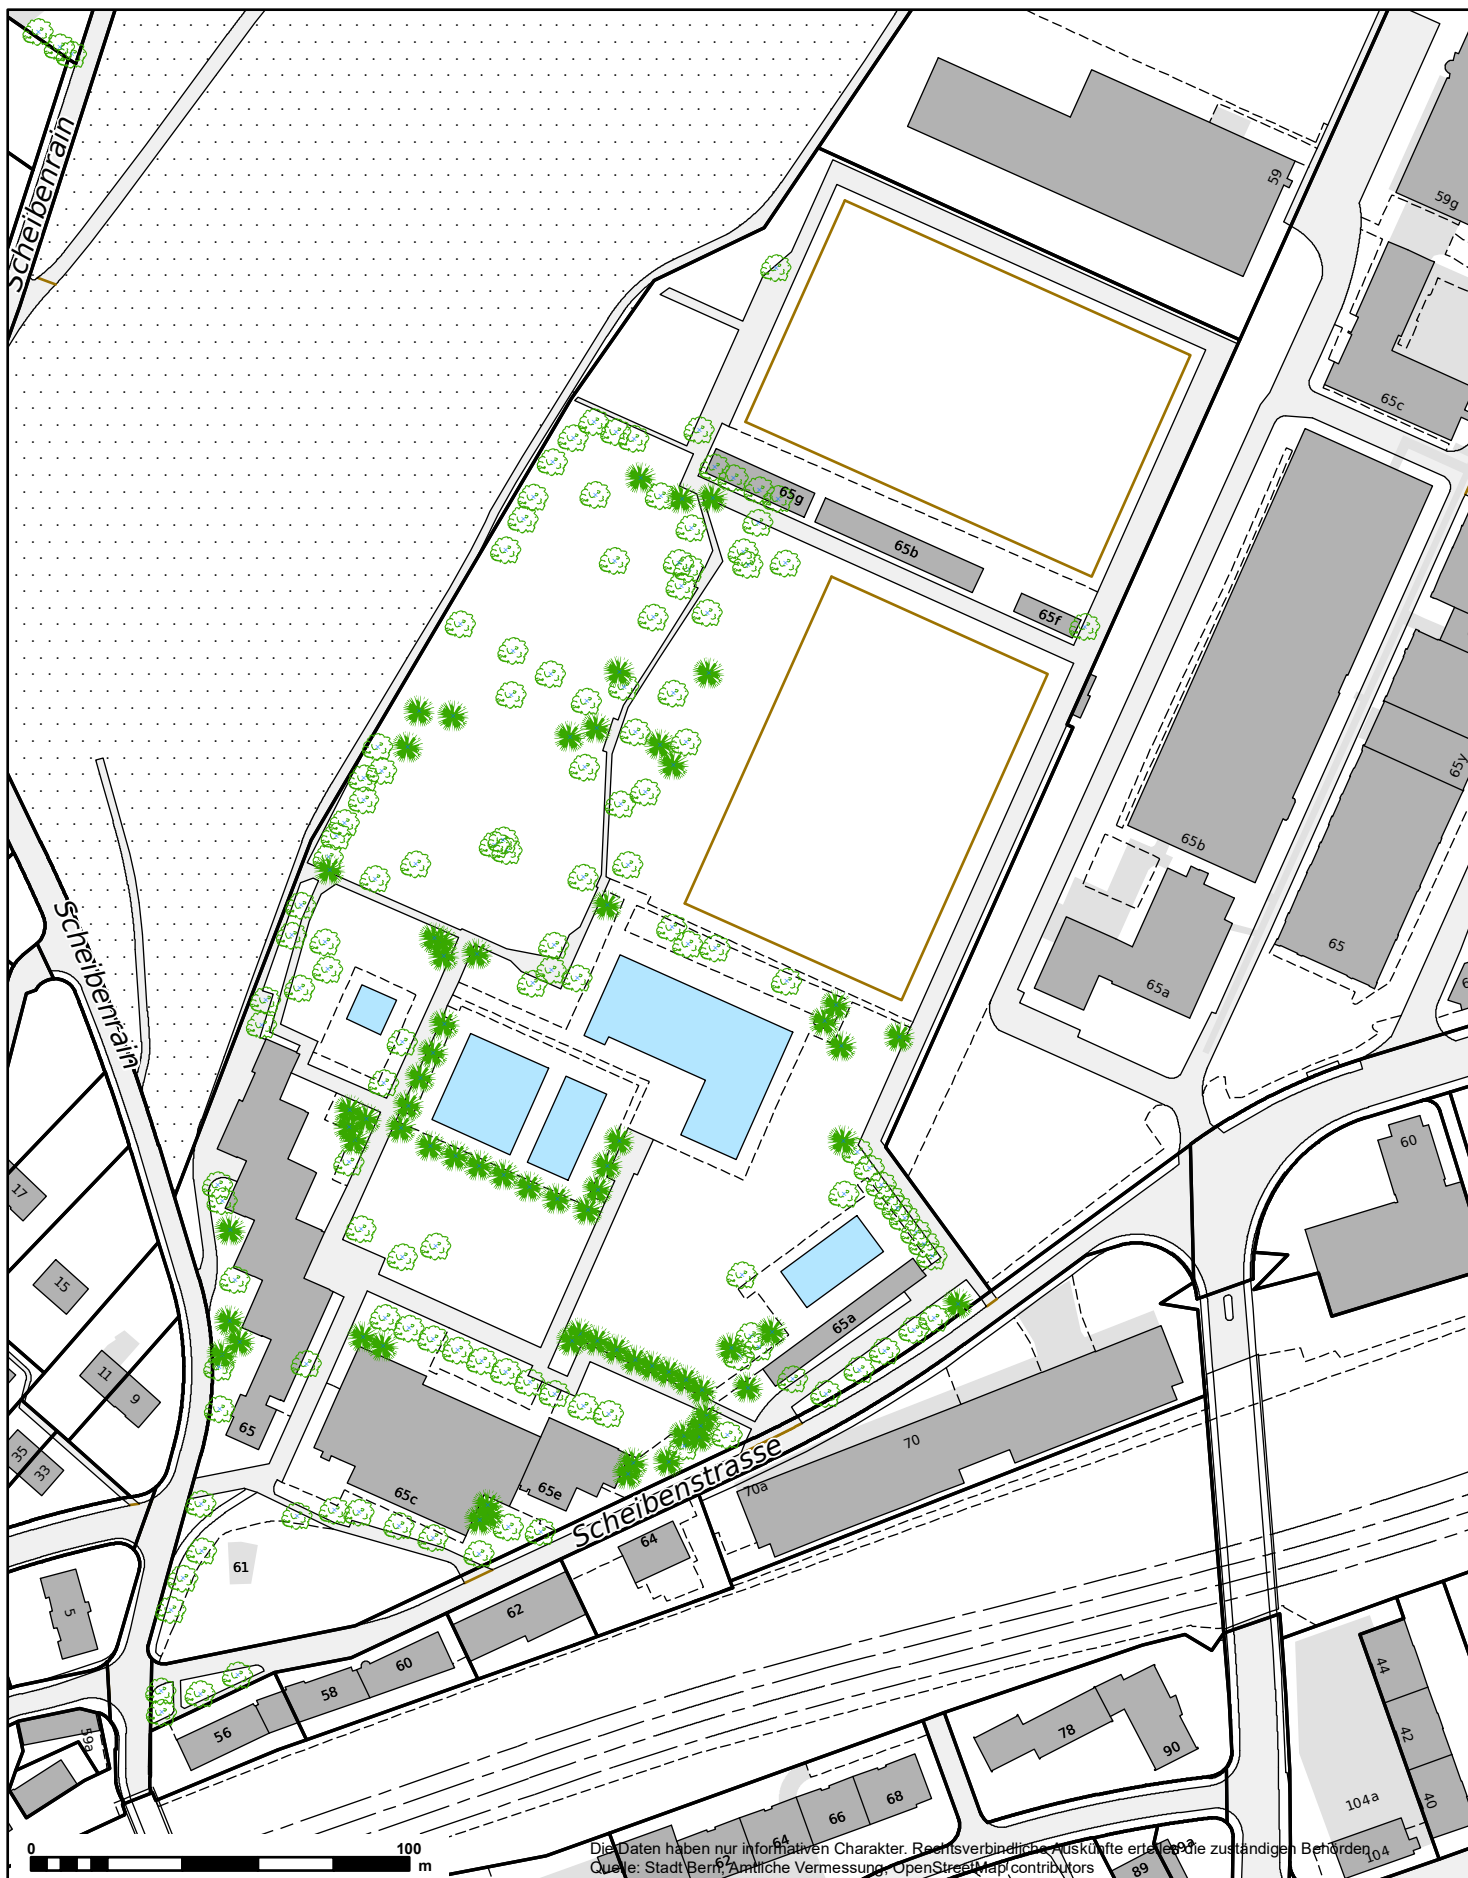 Scheibenrain
59
59g
65c
65g
65b
65f
65y
65b
65
65a
Scheibenrain
60
17
15
11
9
65
65a
35
33
65c
65e
Scheibenstrasse
70
70a
64
61
5
62
60
58
56
59a
78
90
44
42
40
68
66
64
62
104a
104
89
0
100
m
Die Daten haben nur informativen Charakter. Rechtsverbindliche Auskünfte erteilen die zuständigen Behörden.
Quelle: Stadt Bern, Amtliche Vermessung, OpenStreetMap contributors